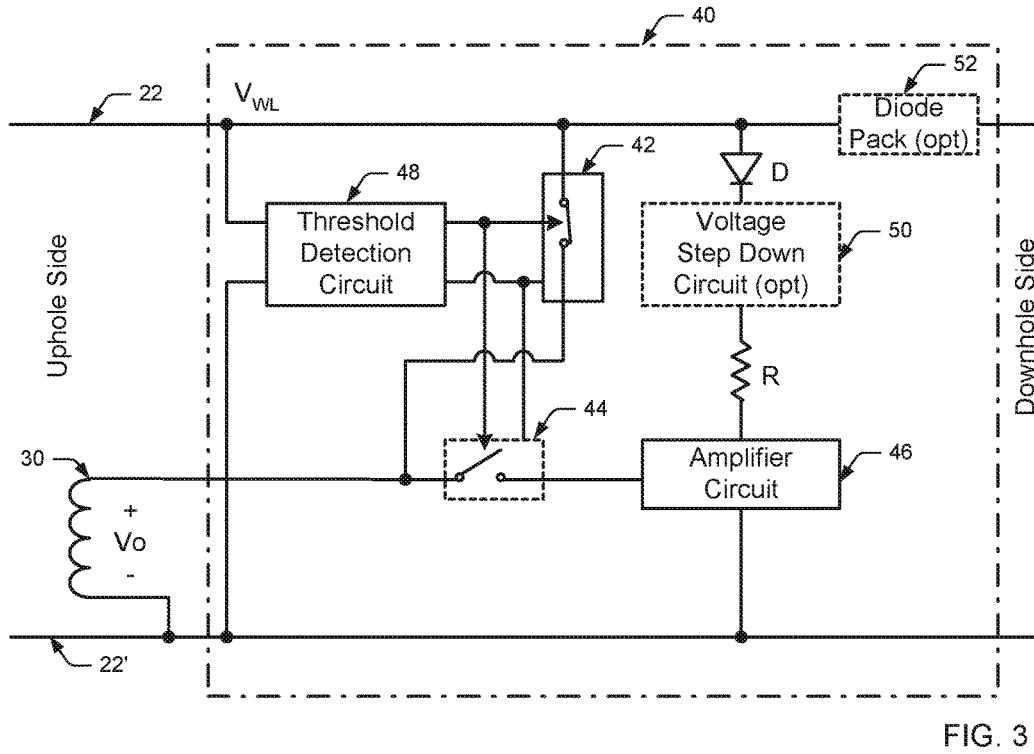 40
52
22
V_WL
Diode
Pack (opt)
42
D
48
Threshold
Detection
Circuit
Voltage
Step Down
Circuit (opt)
50
Uphole Side
Downhole Side
R
44
30
+
Vo
-
Amplifier
Circuit
46
22'
FIG. 3